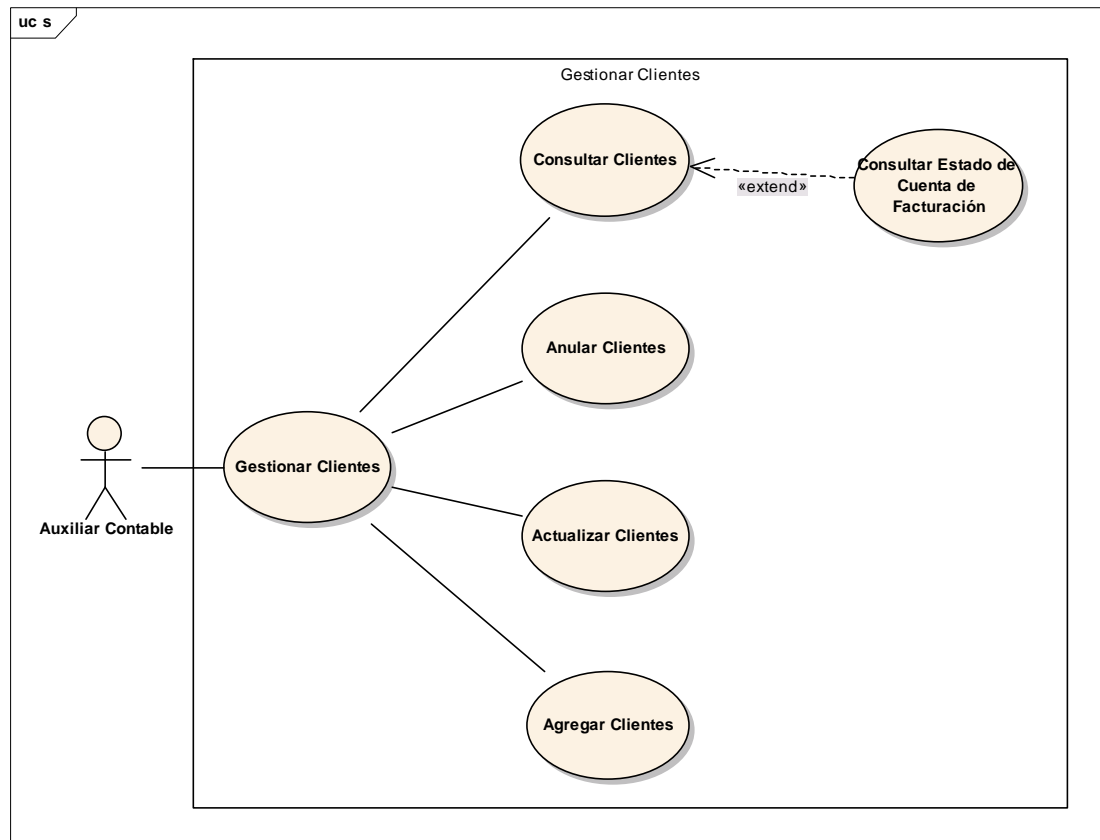 uc s
Gestionar Clientes
Consultar Clientes
«extend»
Consultar Estado de
Cuenta de
Facturación
Anular Clientes
Gestionar Clientes
Auxiliar Contable
Actualizar Clientes
Agregar Clientes